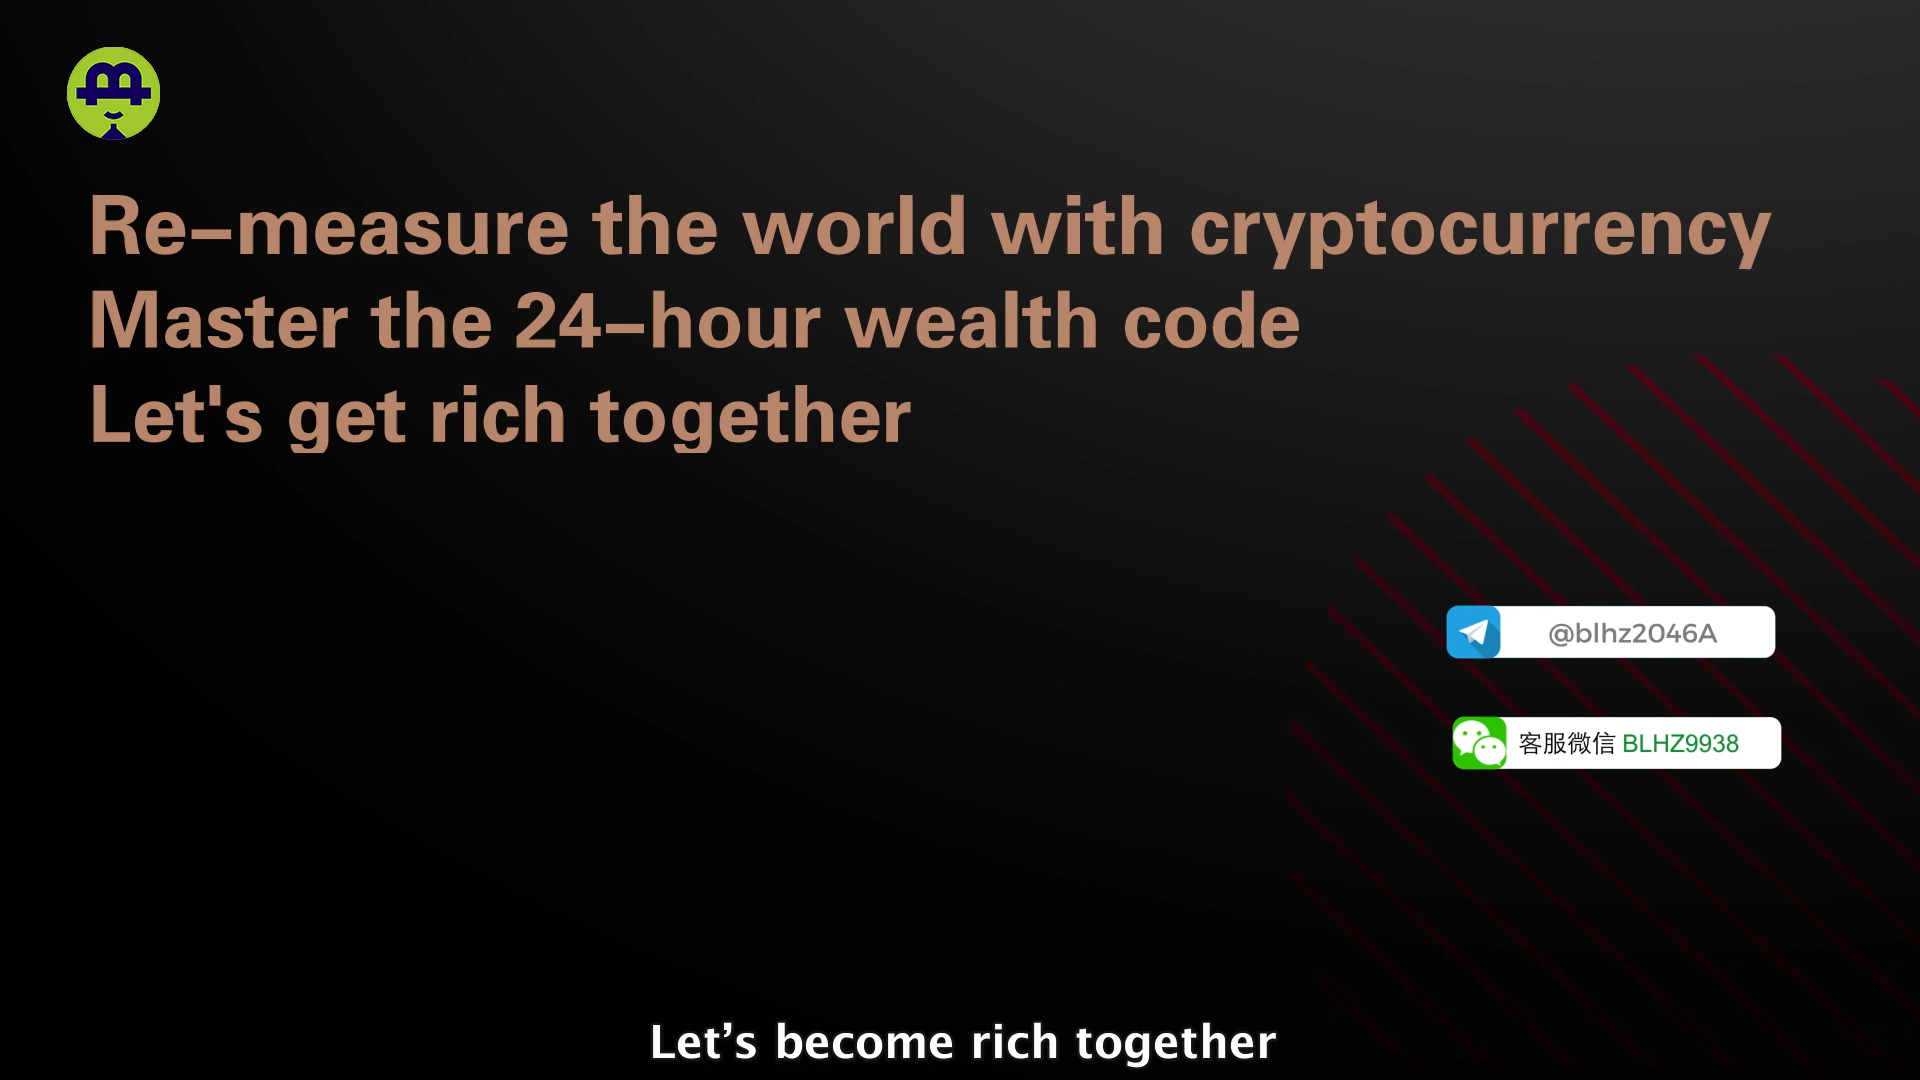 Re-measure the world with cryptocurrency
Master the 24-hour wealth code
Let's get rich together
@blhz2046A
客服微信 BLHZ9938
Let’s become rich together